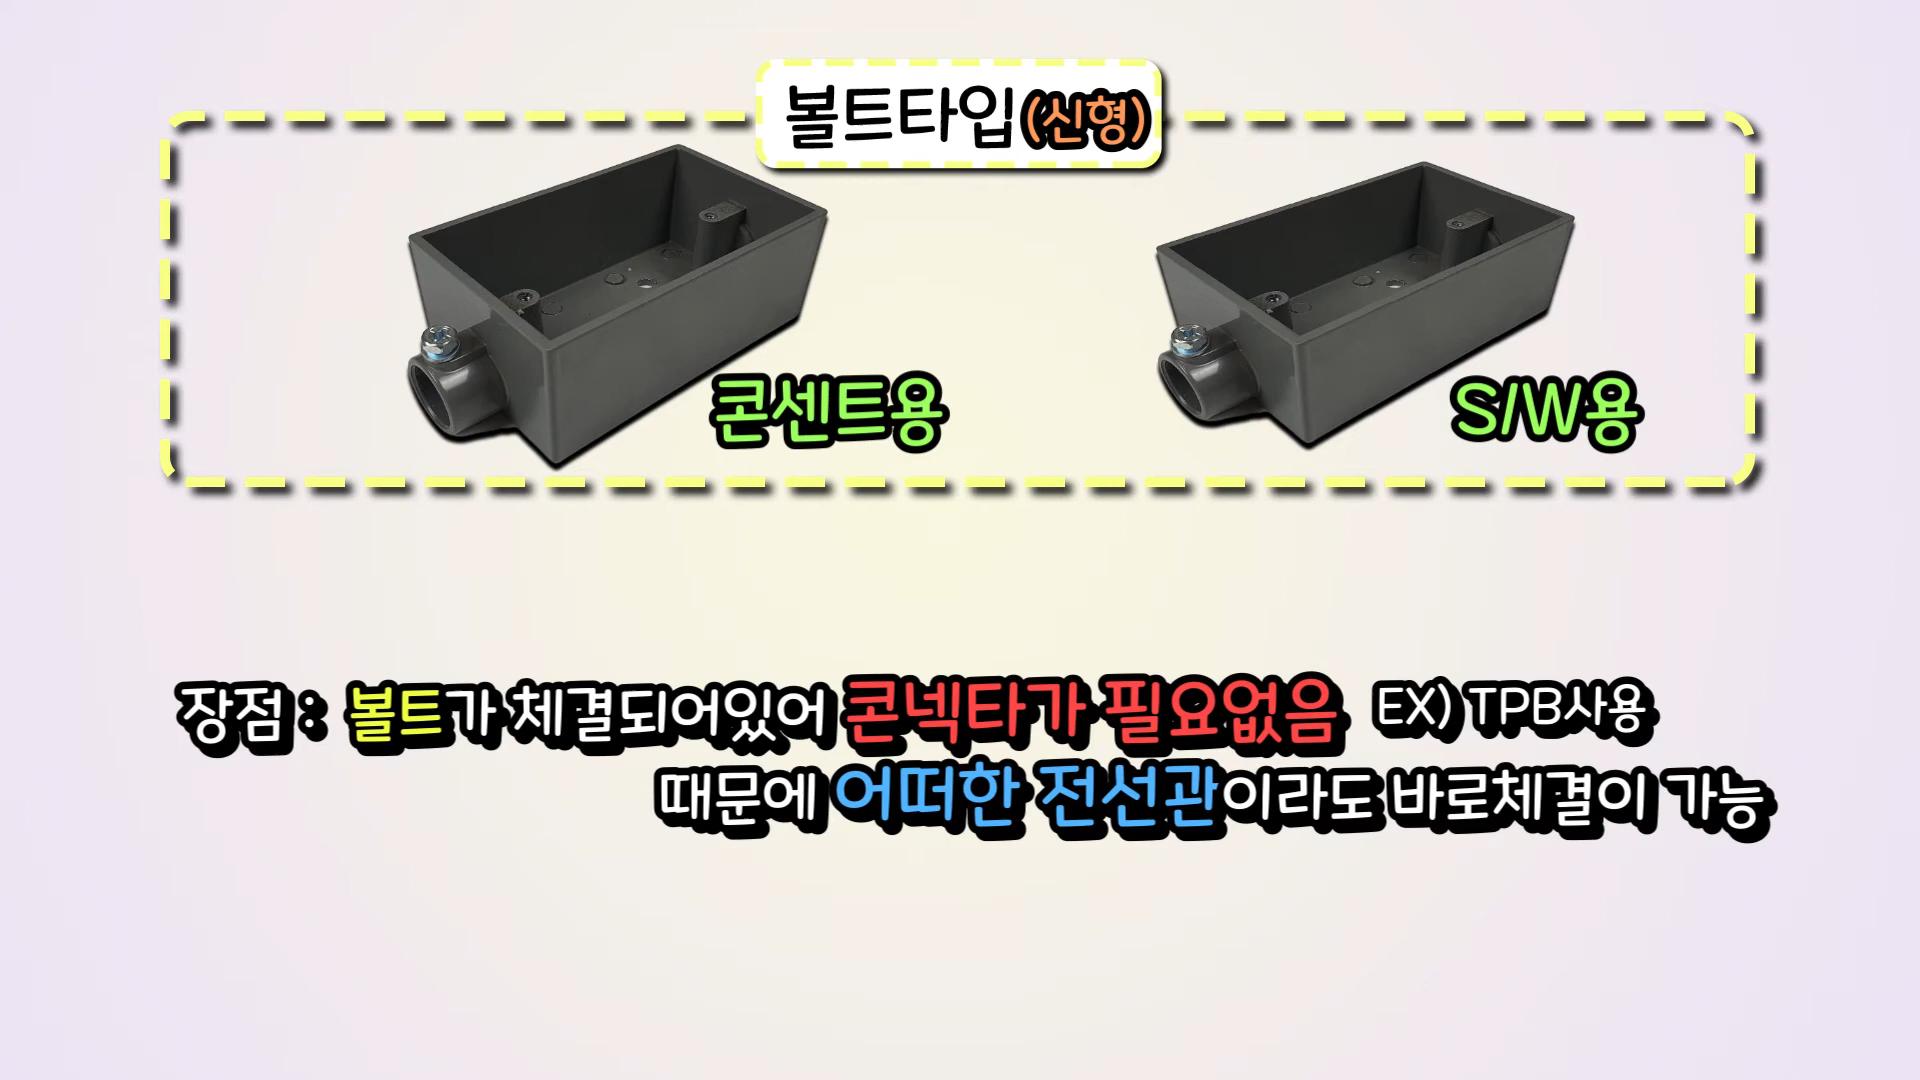 볼트타입(신형)
콘센트용
S/W용
장점 : 볼트가 체결되어있어 콘넥타가 필요없음 EX) TPB사용
때문에 어떠한 전선관이라도 바로체결이 가능